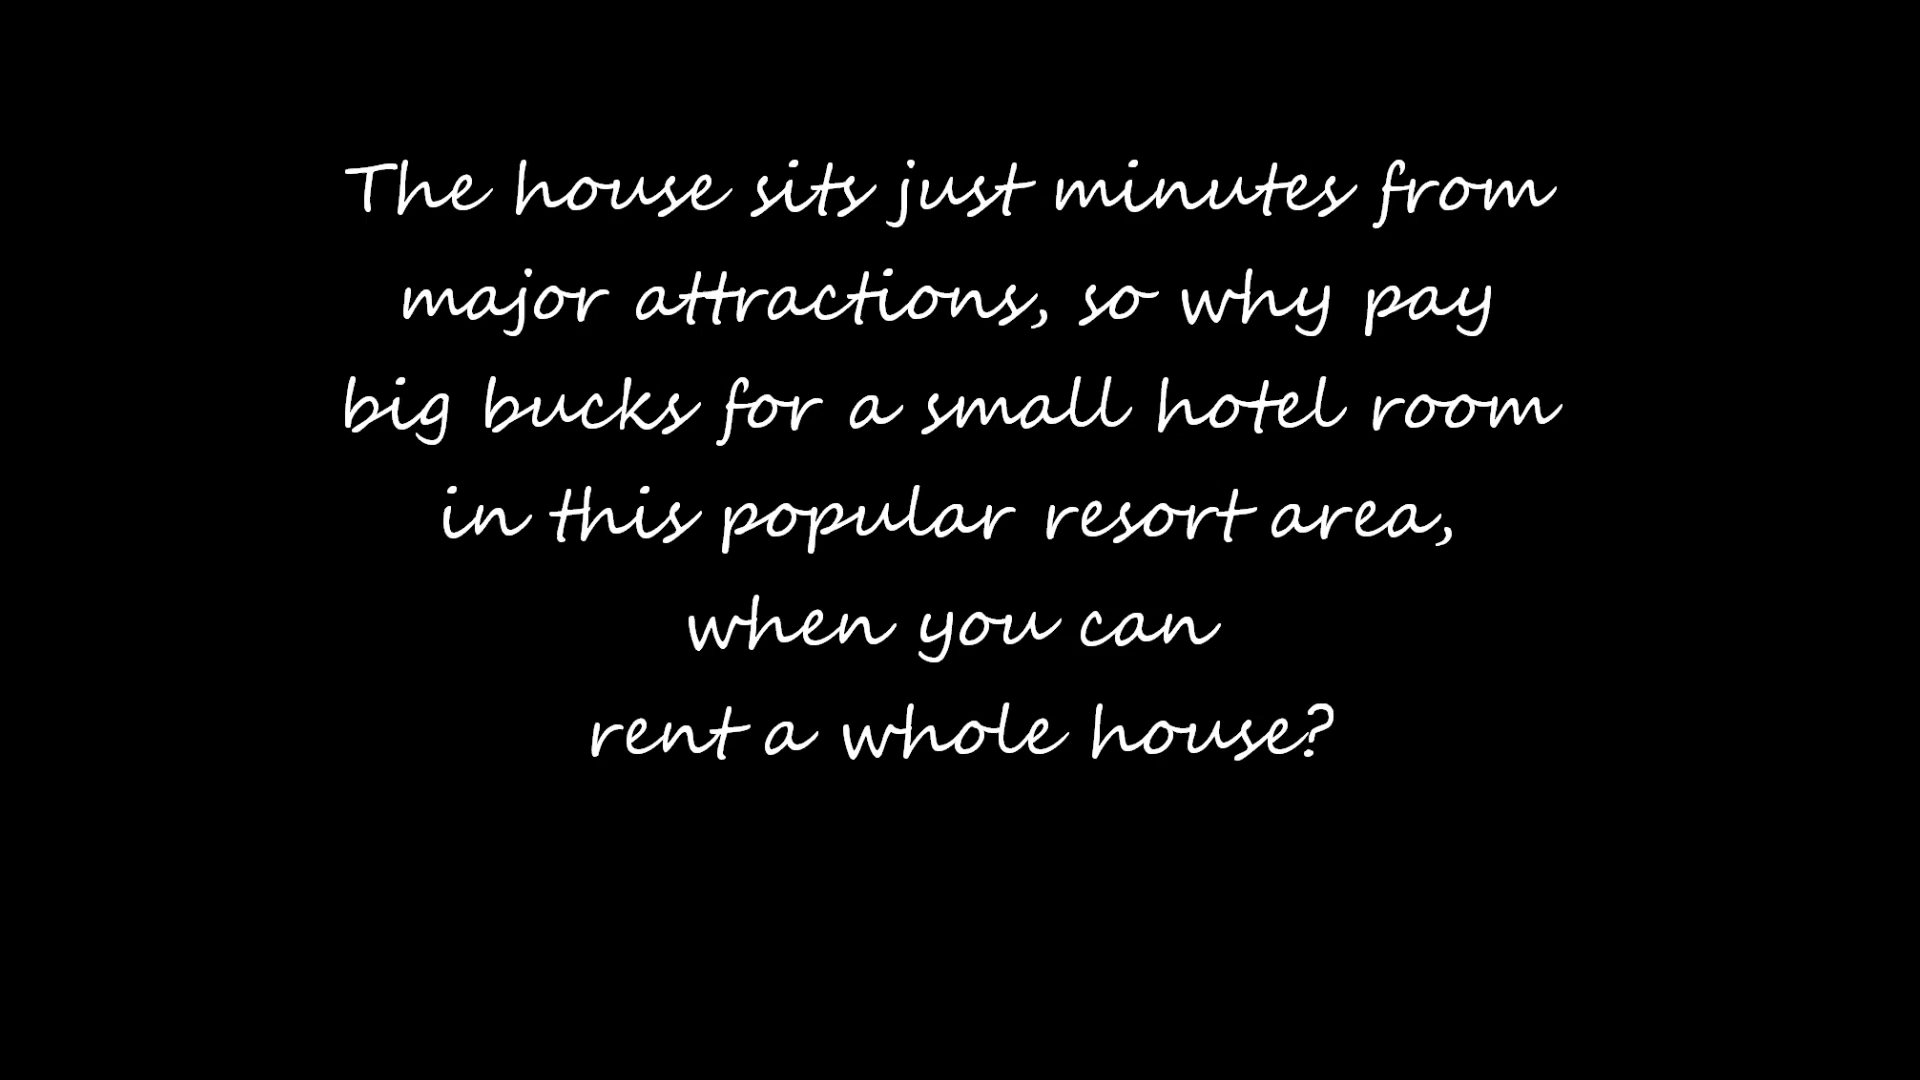 The house sits just minutes from
major attractions, so why pay
big bucks for a small hotel room
in this popular resort area,
when you can
rent a whole house?